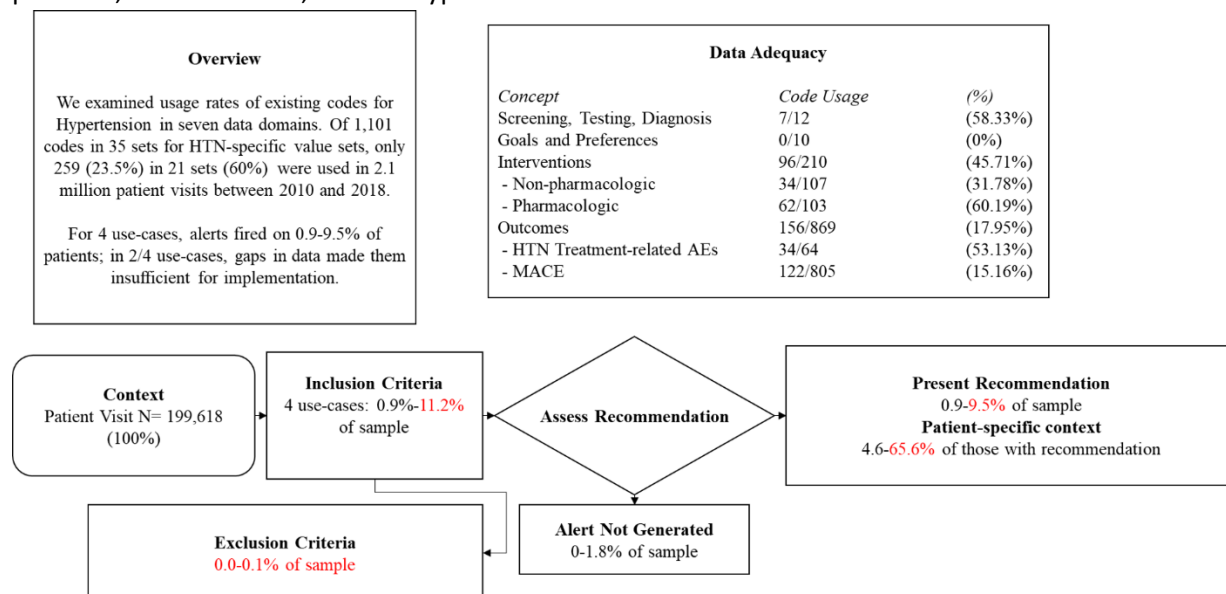 Overview
We examined usage rates of existing codes for
Hypertension in seven data domains. Of 1,101
codes in 35 sets for HTN-specific value sets, only
259 (23.5%) in 21 sets (60%) were used in 2.1
million patient visits between 2010 and 2018.
For 4 use-cases, alerts fired on 0.9-9.5% of
patients; in 2/4 use-cases, gaps in data made them
insufficient for implementation.
Data Adequacy
Concept Code Usage (%)
Screening, Testing, Diagnosis 7/12 (58.33%)
Goals and Preferences 0/10 (0%)
Interventions 96/210 (45.71%)
- Non-pharmacologic 34/107 (31.78%)
- Pharmacologic 62/103 (60.19%)
Outcomes 156/869 (17.95%)
- HTN Treatment-related AEs 34/64 (53.13%)
- MACE 122/805 (15.16%)
Context
Patient Visit N= 199,618
(100%)
Inclusion Criteria
4 use-cases: 0.9%-11.2%
of sample
Assess Recommendation
Present Recommendation
0.9-9.5% of sample
Patient-specific context
4.6-65.6% of those with recommendation
Exclusion Criteria
0.0-0.1% of sample
Alert Not Generated
0-1.8% of sample